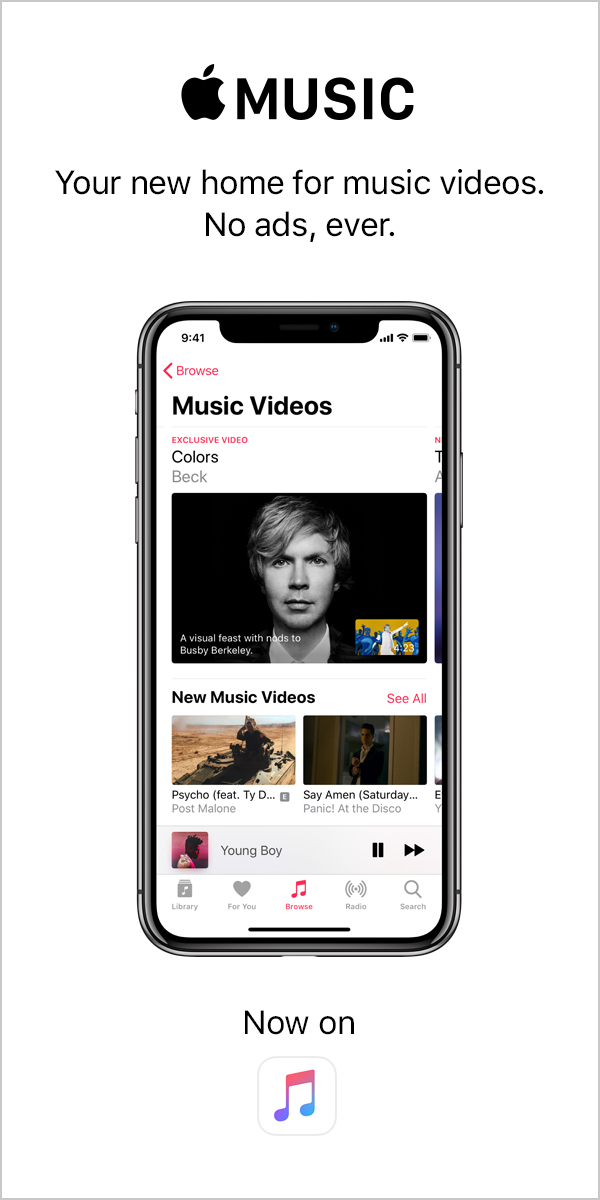 MUSIC
Your new home for music videos.
No ads, ever.
9:41
Browse
Music Videos
EXCLUSIVE VIDEO
Colors
Beck
N
T
A
A visual feast with nods to
Busby Berkeley.
4:23
New Music Videos
See All
Psycho (feat. Ty D... E
Post Malone
Say Amen (Saturday...
Panic! At the Disco
E
Y
Young Boy
Library
For You
Browse
Radio
Search
Now on